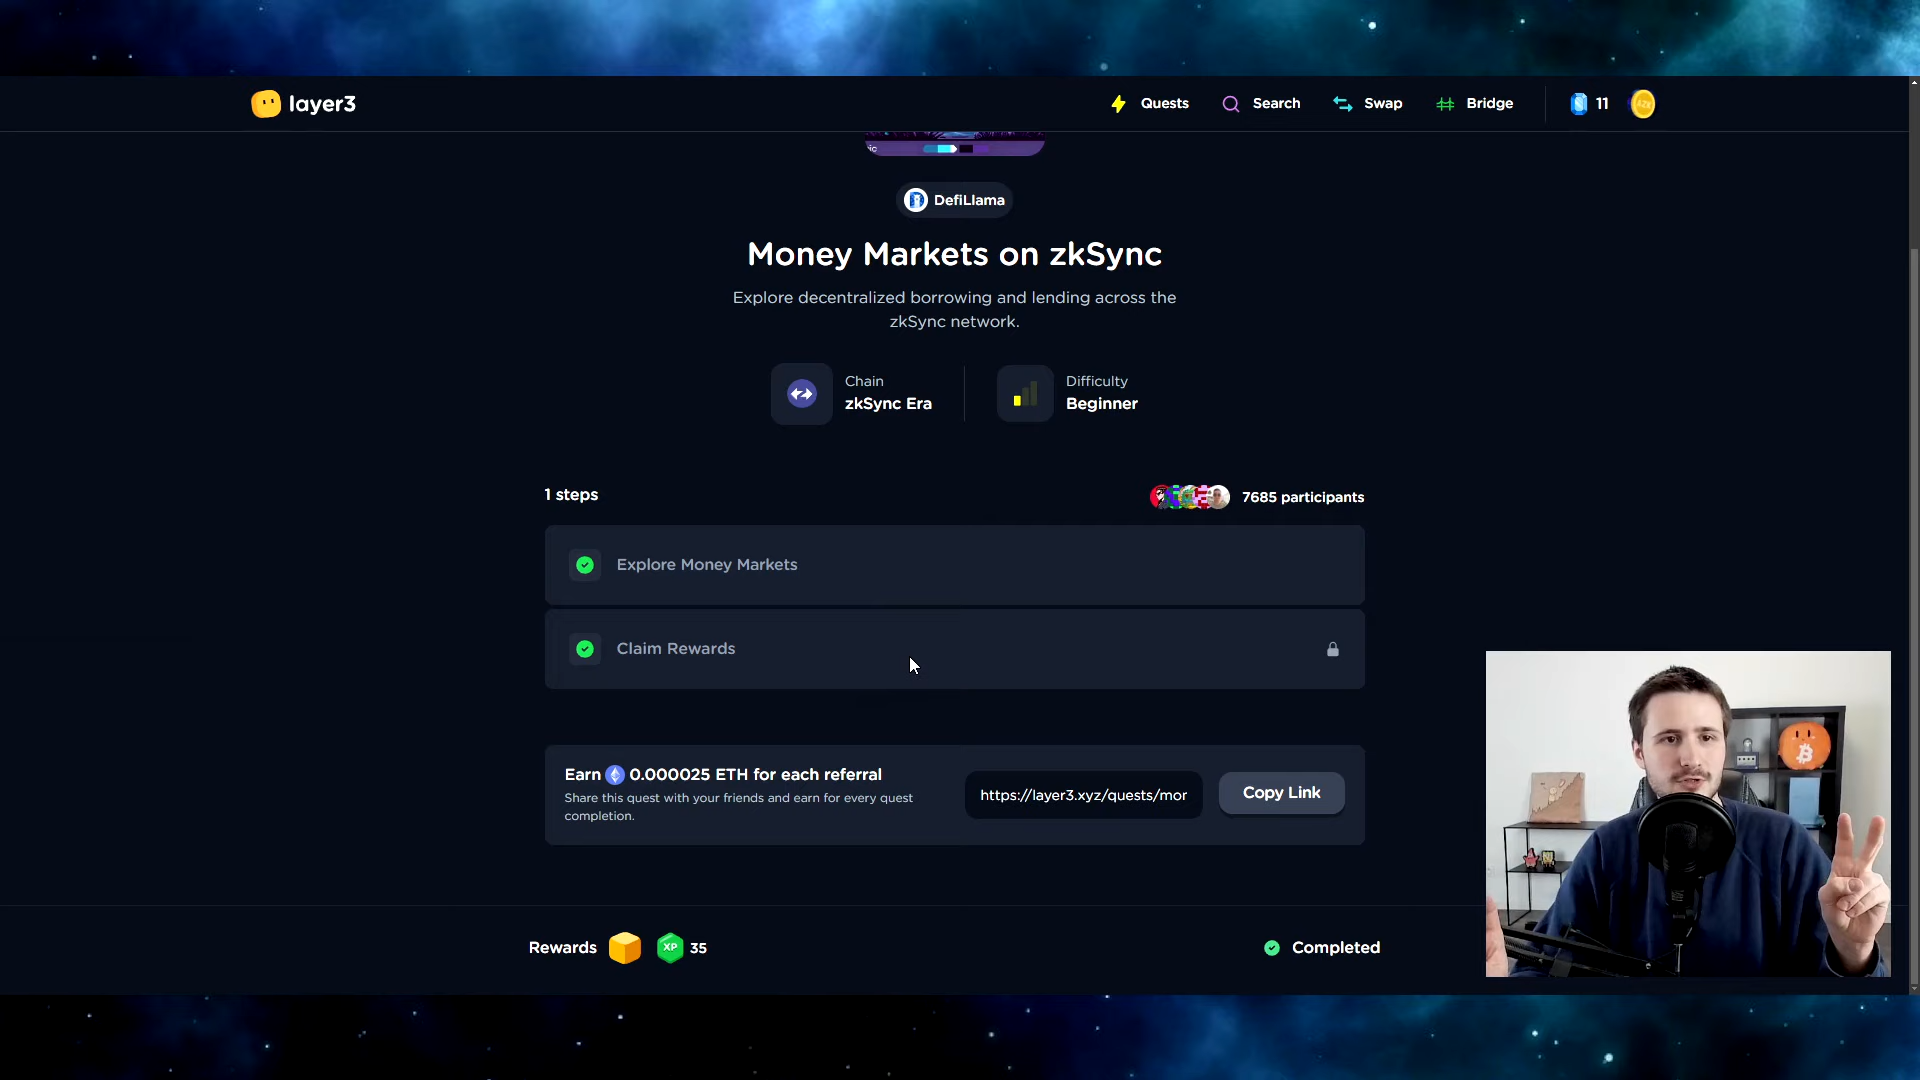 layer3
Quests
Search
Swap
Bridge
11
ic
DefiLlama
Money Markets on zkSync
Explore decentralized borrowing and lending across the
zkSync network.
Chain
zkSync Era
Difficulty
Beginner
1 steps
7685 participants
Explore Money Markets
Claim Rewards
Earn 0.000025 ETH for each referral
Share this quest with your friends and earn for every quest
completion.
https://layer3.xyz/quests/mor
Copy Link
Rewards
XP
35
Completed